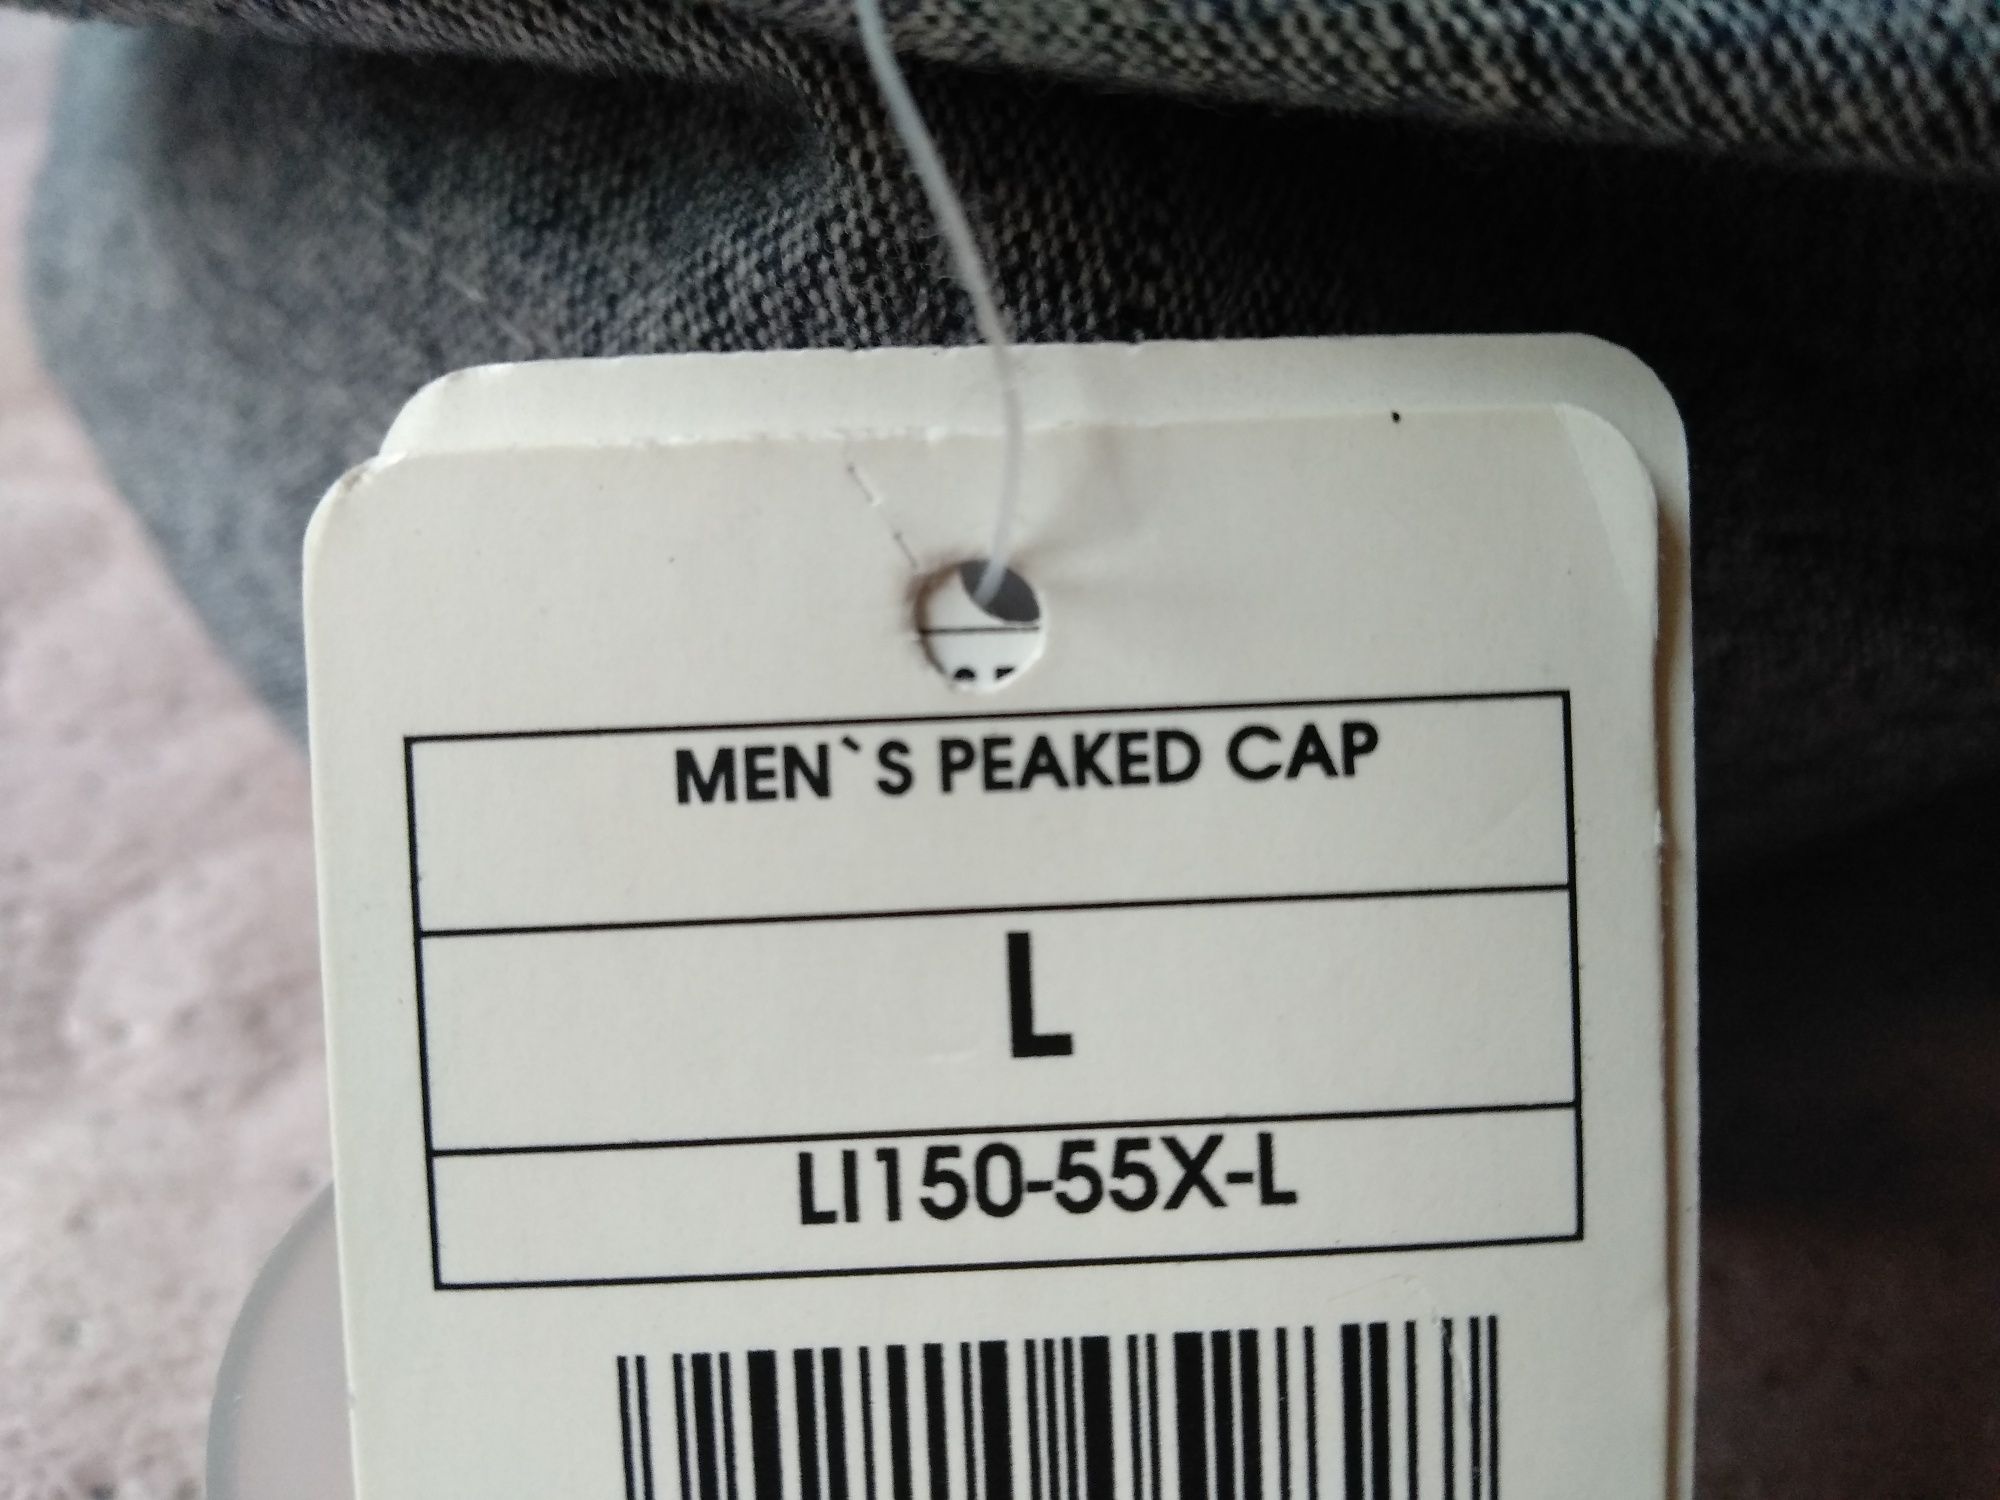 MEN`S PEAKED CAP
L
LI150-55X-L